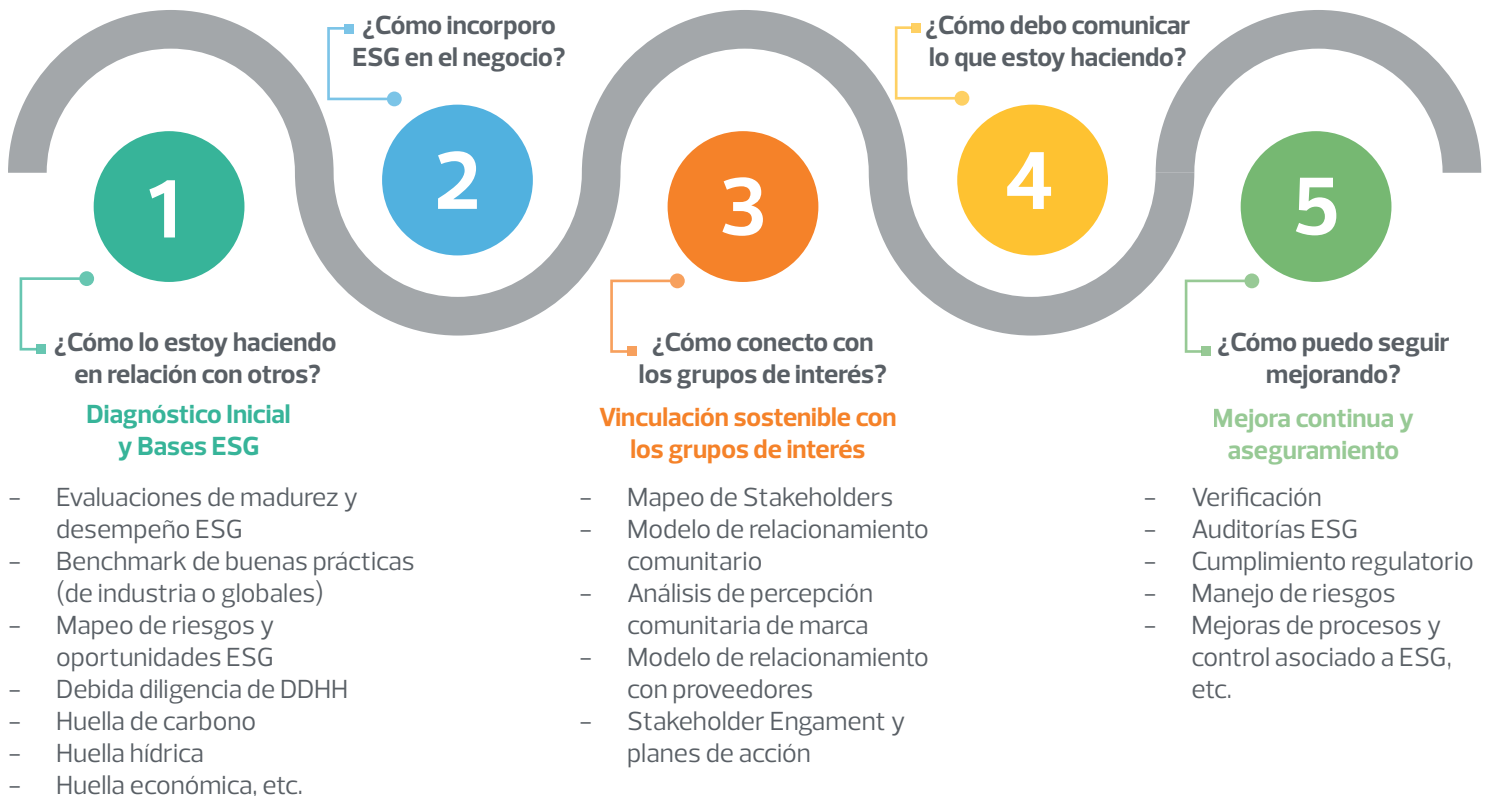 1
¿Cómo lo estoy haciendo
en relación con otros?
Diagnóstico Inicial
y Bases ESG
- Evaluaciones de madurez y
desempeño ESG
- Benchmark de buenas prácticas
(de industria o globales)
- Mapeo de riesgos y
oportunidades ESG
- Debida diligencia de DDHH
- Huella de carbono
- Huella hídrica
- Huella económica, etc.
¿Cómo incorporo
ESG en el negocio?
2
3
¿Cómo conecto con
los grupos de interés?
Vinculación sostenible con
los grupos de interés
- Mapeo de Stakeholders
- Modelo de relacionamiento
comunitario
- Análisis de percepción
comunitaria de marca
- Modelo de relacionamiento
con proveedores
- Stakeholder Engament y
planes de acción
¿Cómo debo comunicar
lo que estoy haciendo?
4
5
¿Cómo puedo seguir
mejorando?
Mejora continua y
aseguramiento
- Verificación
- Auditorías ESG
- Cumplimiento regulatorio
- Manejo de riesgos
- Mejoras de procesos y
control asociado a ESG,
etc.